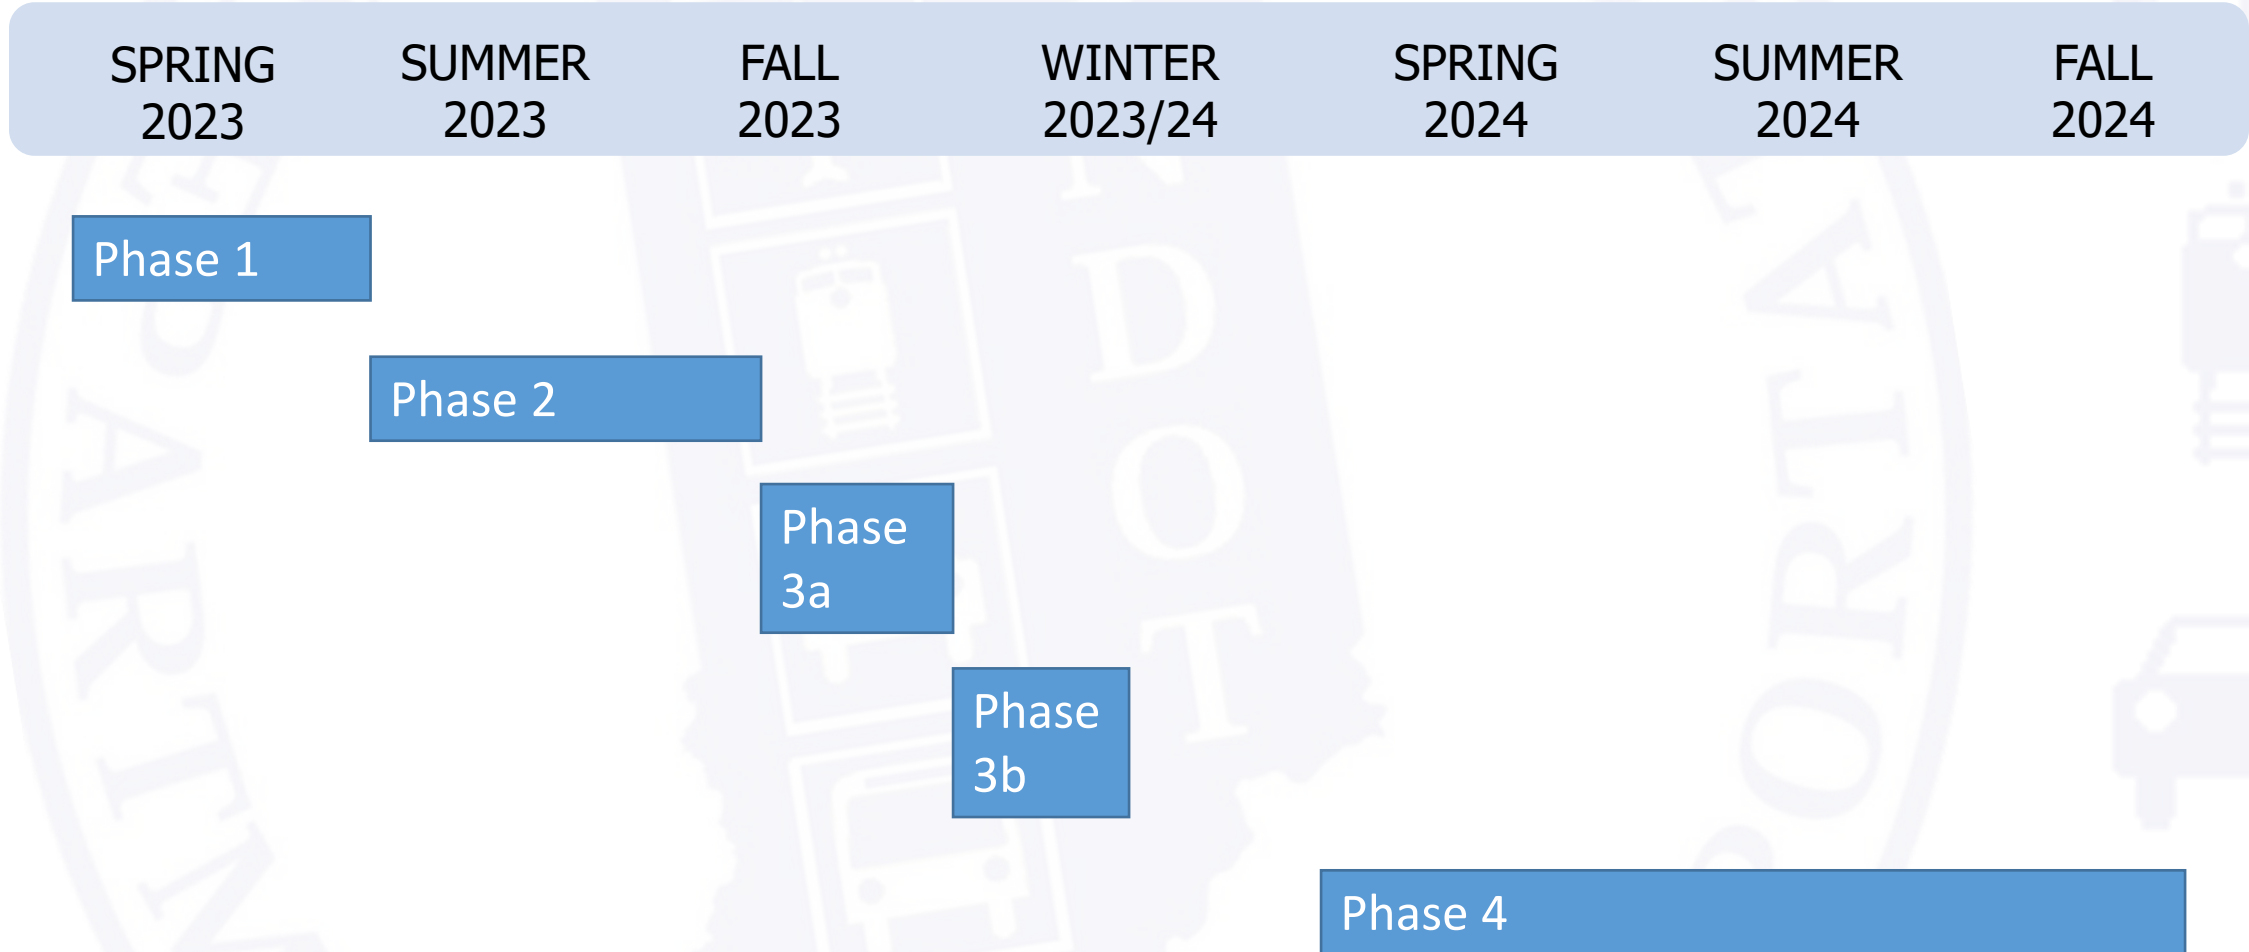 SPRING
2023
SUMMER
2023
FALL
2023
WINTER
2023/24
SPRING
2024
SUMMER
2024
FALL
2024
Phase 1
Phase 2
Phase
3a
Phase
3b
Phase 4